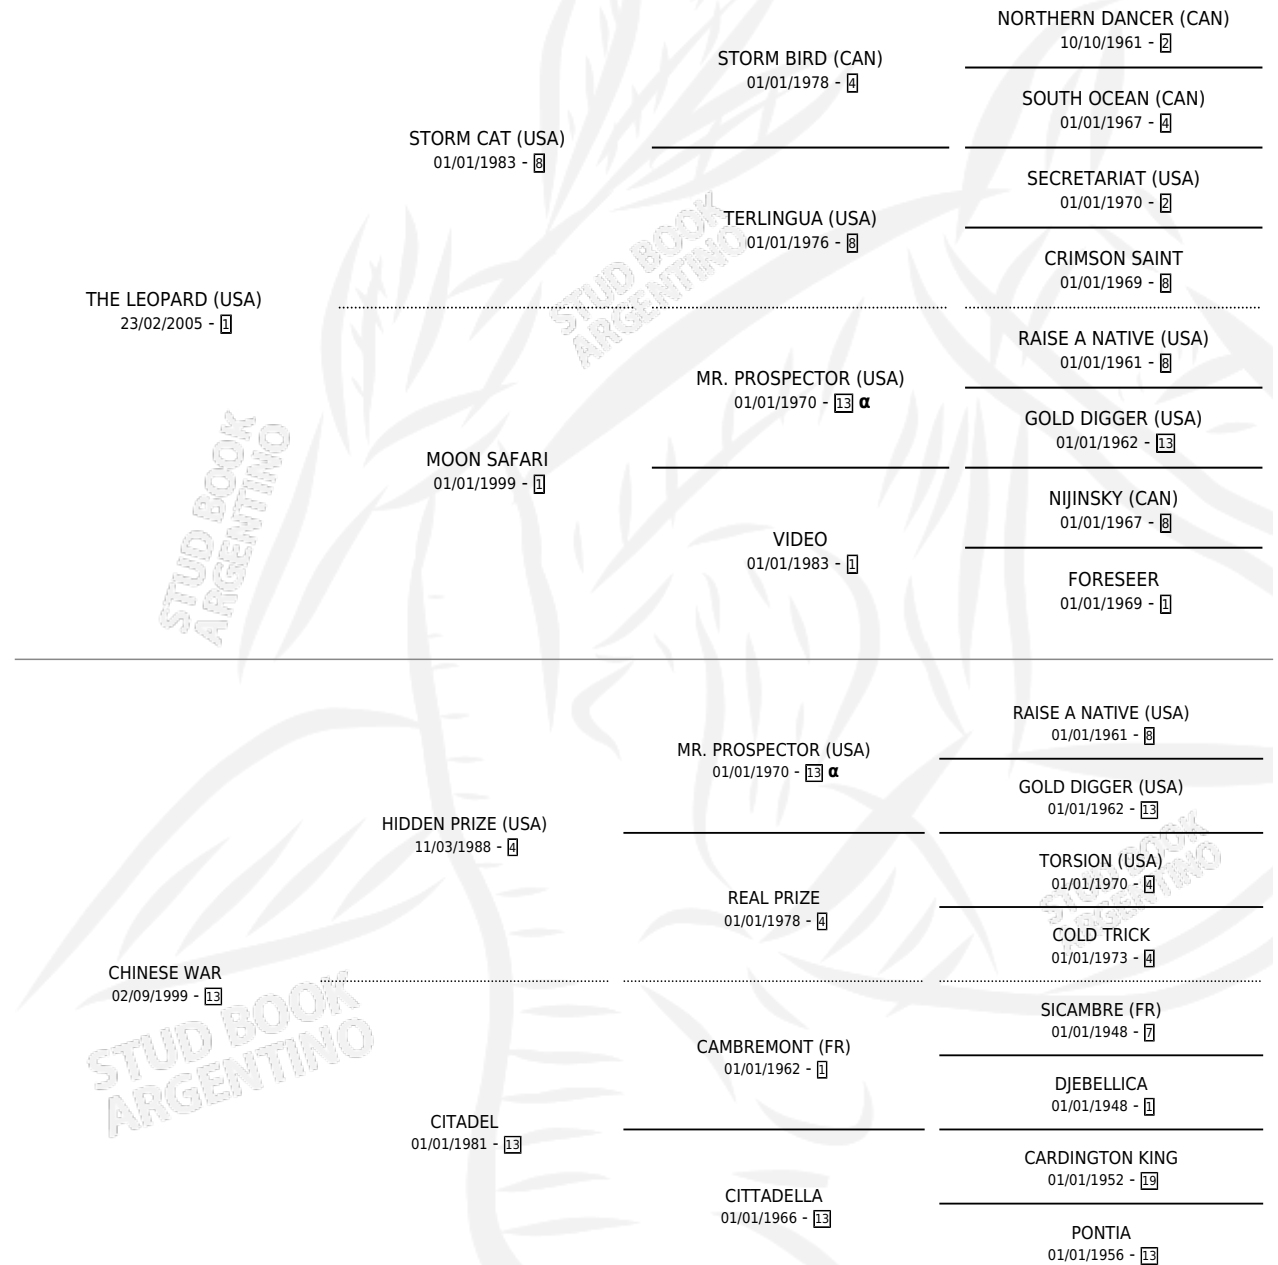 NORTHERN DANCER (CAN)
10/10/1961 - 2
STORM BIRD (CAN)
01/01/1978 - 4
SOUTH OCEAN (CAN)
01/01/1967 - 4
STORM CAT (USA)
01/01/1983 - 8
SECRETARIAT (USA)
01/01/1970 - 2
TERLINGUA (USA)
01/01/1976 - 8
CRIMSON SAINT
01/01/1969 - 8
THE LEOPARD (USA)
23/02/2005 - 1
STUD BOOK
ARGENTINO
RAISE A NATIVE (USA)
01/01/1961 - 8
MR. PROSPECTOR (USA)
01/01/1970 - 13 α
GOLD DIGGER (USA)
01/01/1962 - 13
MOON SAFARI
01/01/1999 - 1
NIJINSKY (CAN)
01/01/1967 - 8
VIDEO
01/01/1983 - 1
FORESEER
01/01/1969 - 1
STUD BOOK
ARGENTINO
RAISE A NATIVE (USA)
01/01/1961 - 8
MR. PROSPECTOR (USA)
01/01/1970 - 13 α
GOLD DIGGER (USA)
01/01/1962 - 13
HIDDEN PRIZE (USA)
11/03/1988 - 4
TORSION (USA)
01/01/1970 - 4
REAL PRIZE
01/01/1978 - 4
COLD TRICK
01/01/1973 - 4
STUD BOOK
ARGENTINO
CHINESE WAR
02/09/1999 - 13
SICAMBRE (FR)
01/01/1948 - 7
CAMBREMONT (FR)
01/01/1962 - 1
DJEBELLICA
01/01/1948 - 1
CITADEL
01/01/1981 - 13
CARDINGTON KING
01/01/1952 - 19
CITTADELLA
01/01/1966 - 13
PONTIA
01/01/1956 - 13
STUD BOOK
ARGENTINO